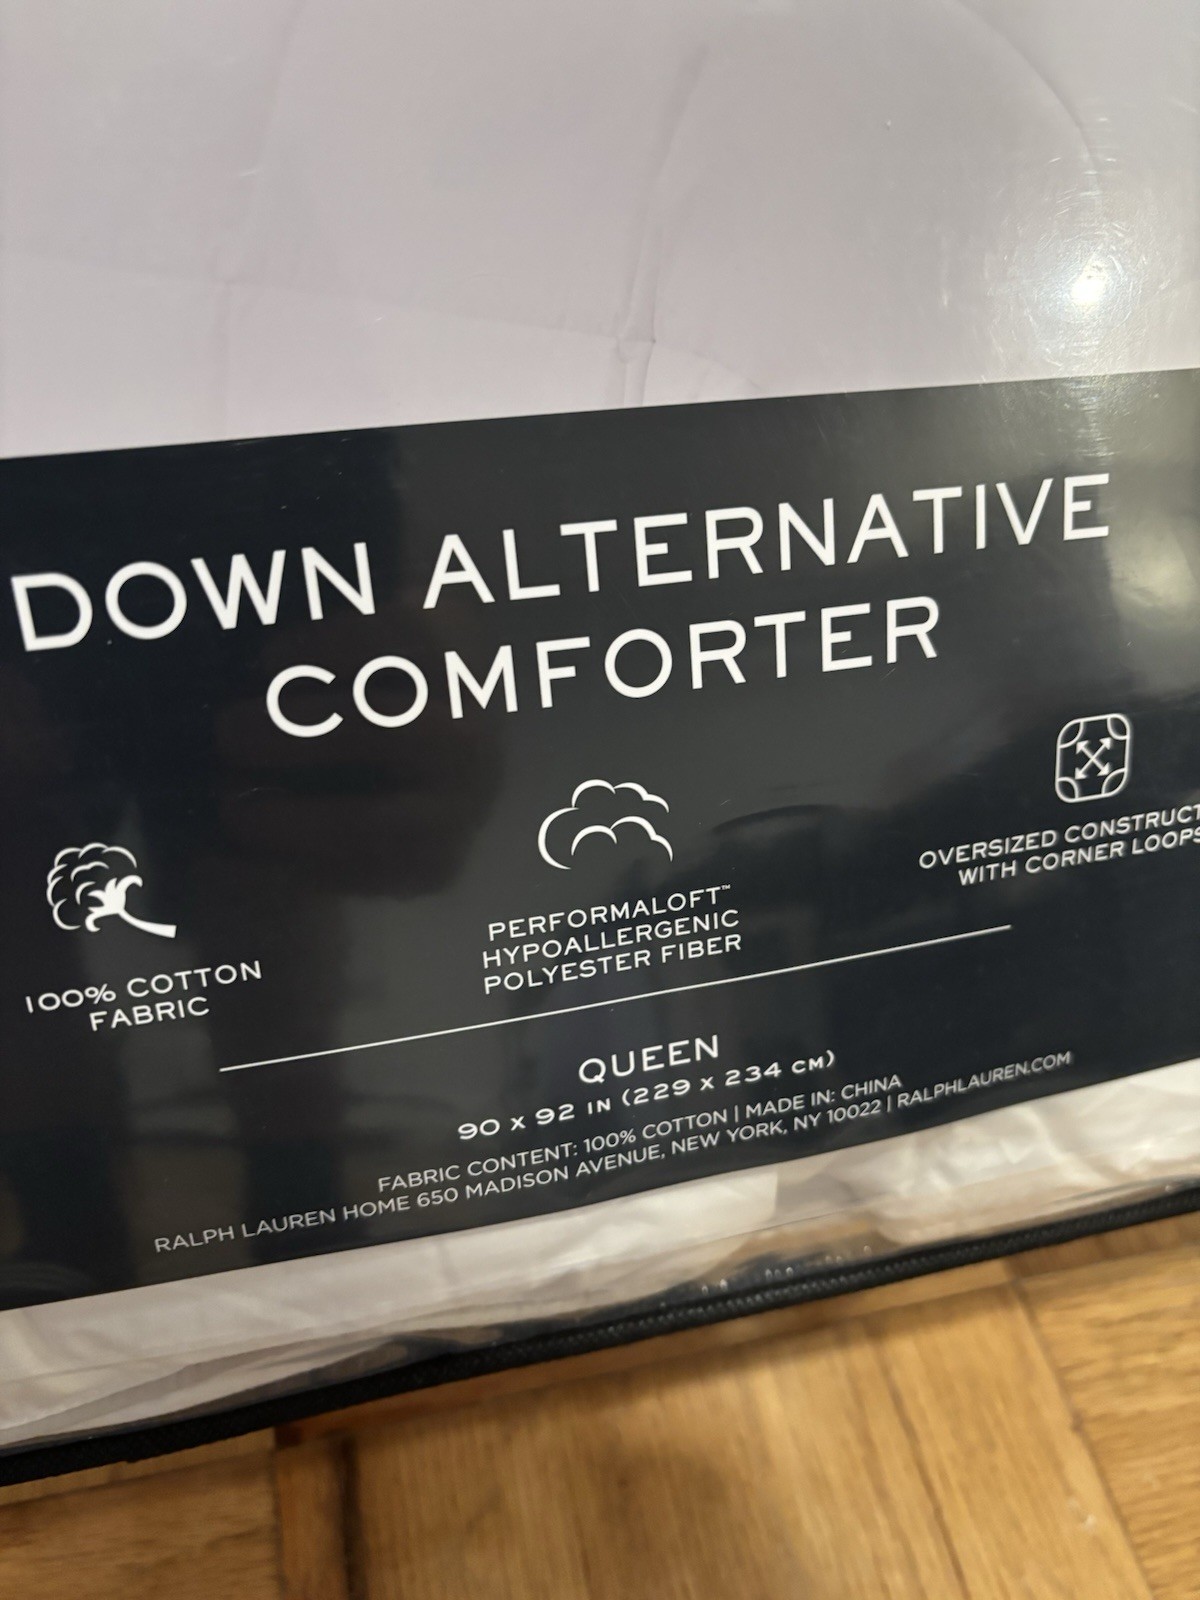 DOWN ALTERNATIVE
COMFORTER
100% COTTON
FABRIC
PERFORMALOFT™
HYPOALLERGENIC
POLYESTER FIBER
OVERSIZED CONSTRUCT
WITH CORNER LOOPS
QUEEN
90 x 92 IN (229 x 234 CM)
FABRIC CONTENT: 100% COTTON | MADE IN: CHINA
RALPH LAUREN HOME 650 MADISON AVENUE, NEW YORK, NY 10022 | RALPHLAUREN.COM